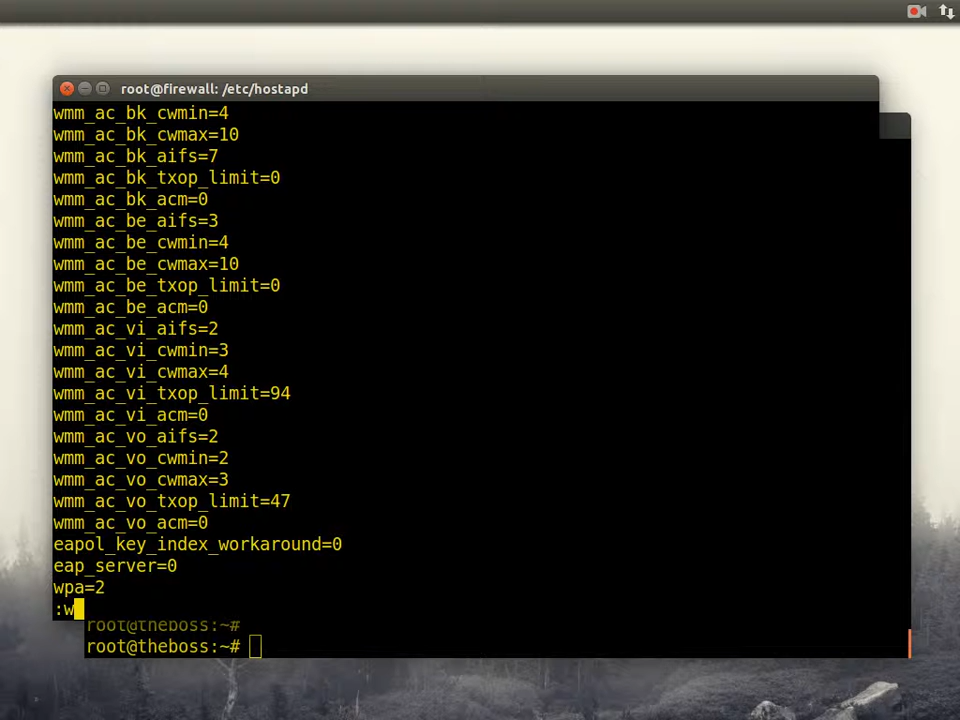 root@firewall: /etc/hostapd
wmm_ac_bk_cwmin=4
wmm_ac_bk_cwmax=10
wmm_ac_bk_aifs=7
wmm_ac_bk_txop_limit=0
wmm_ac_bk_acm=0
wmm_ac_be_aifs=3
wmm_ac_be_cwmin=4
wmm_ac_be_cwmax=10
wmm_ac_be_txop_limit=0
wmm_ac_be_acm=0
wmm_ac_vi_aifs=2
wmm_ac_vi_cwmin=3
wmm_ac_vi_cwmax=4
wmm_ac_vi_txop_limit=94
wmm_ac_vi_acm=0
wmm_ac_vo_aifs=2
wmm_ac_vo_cwmin=2
wmm_ac_vo_cwmax=3
wmm_ac_vo_txop_limit=47
wmm_ac_vo_acm=0
eapol_key_index_workaround=0
eap_server=0
wpa=2
:w
root@theboss:~#
root@theboss:~#